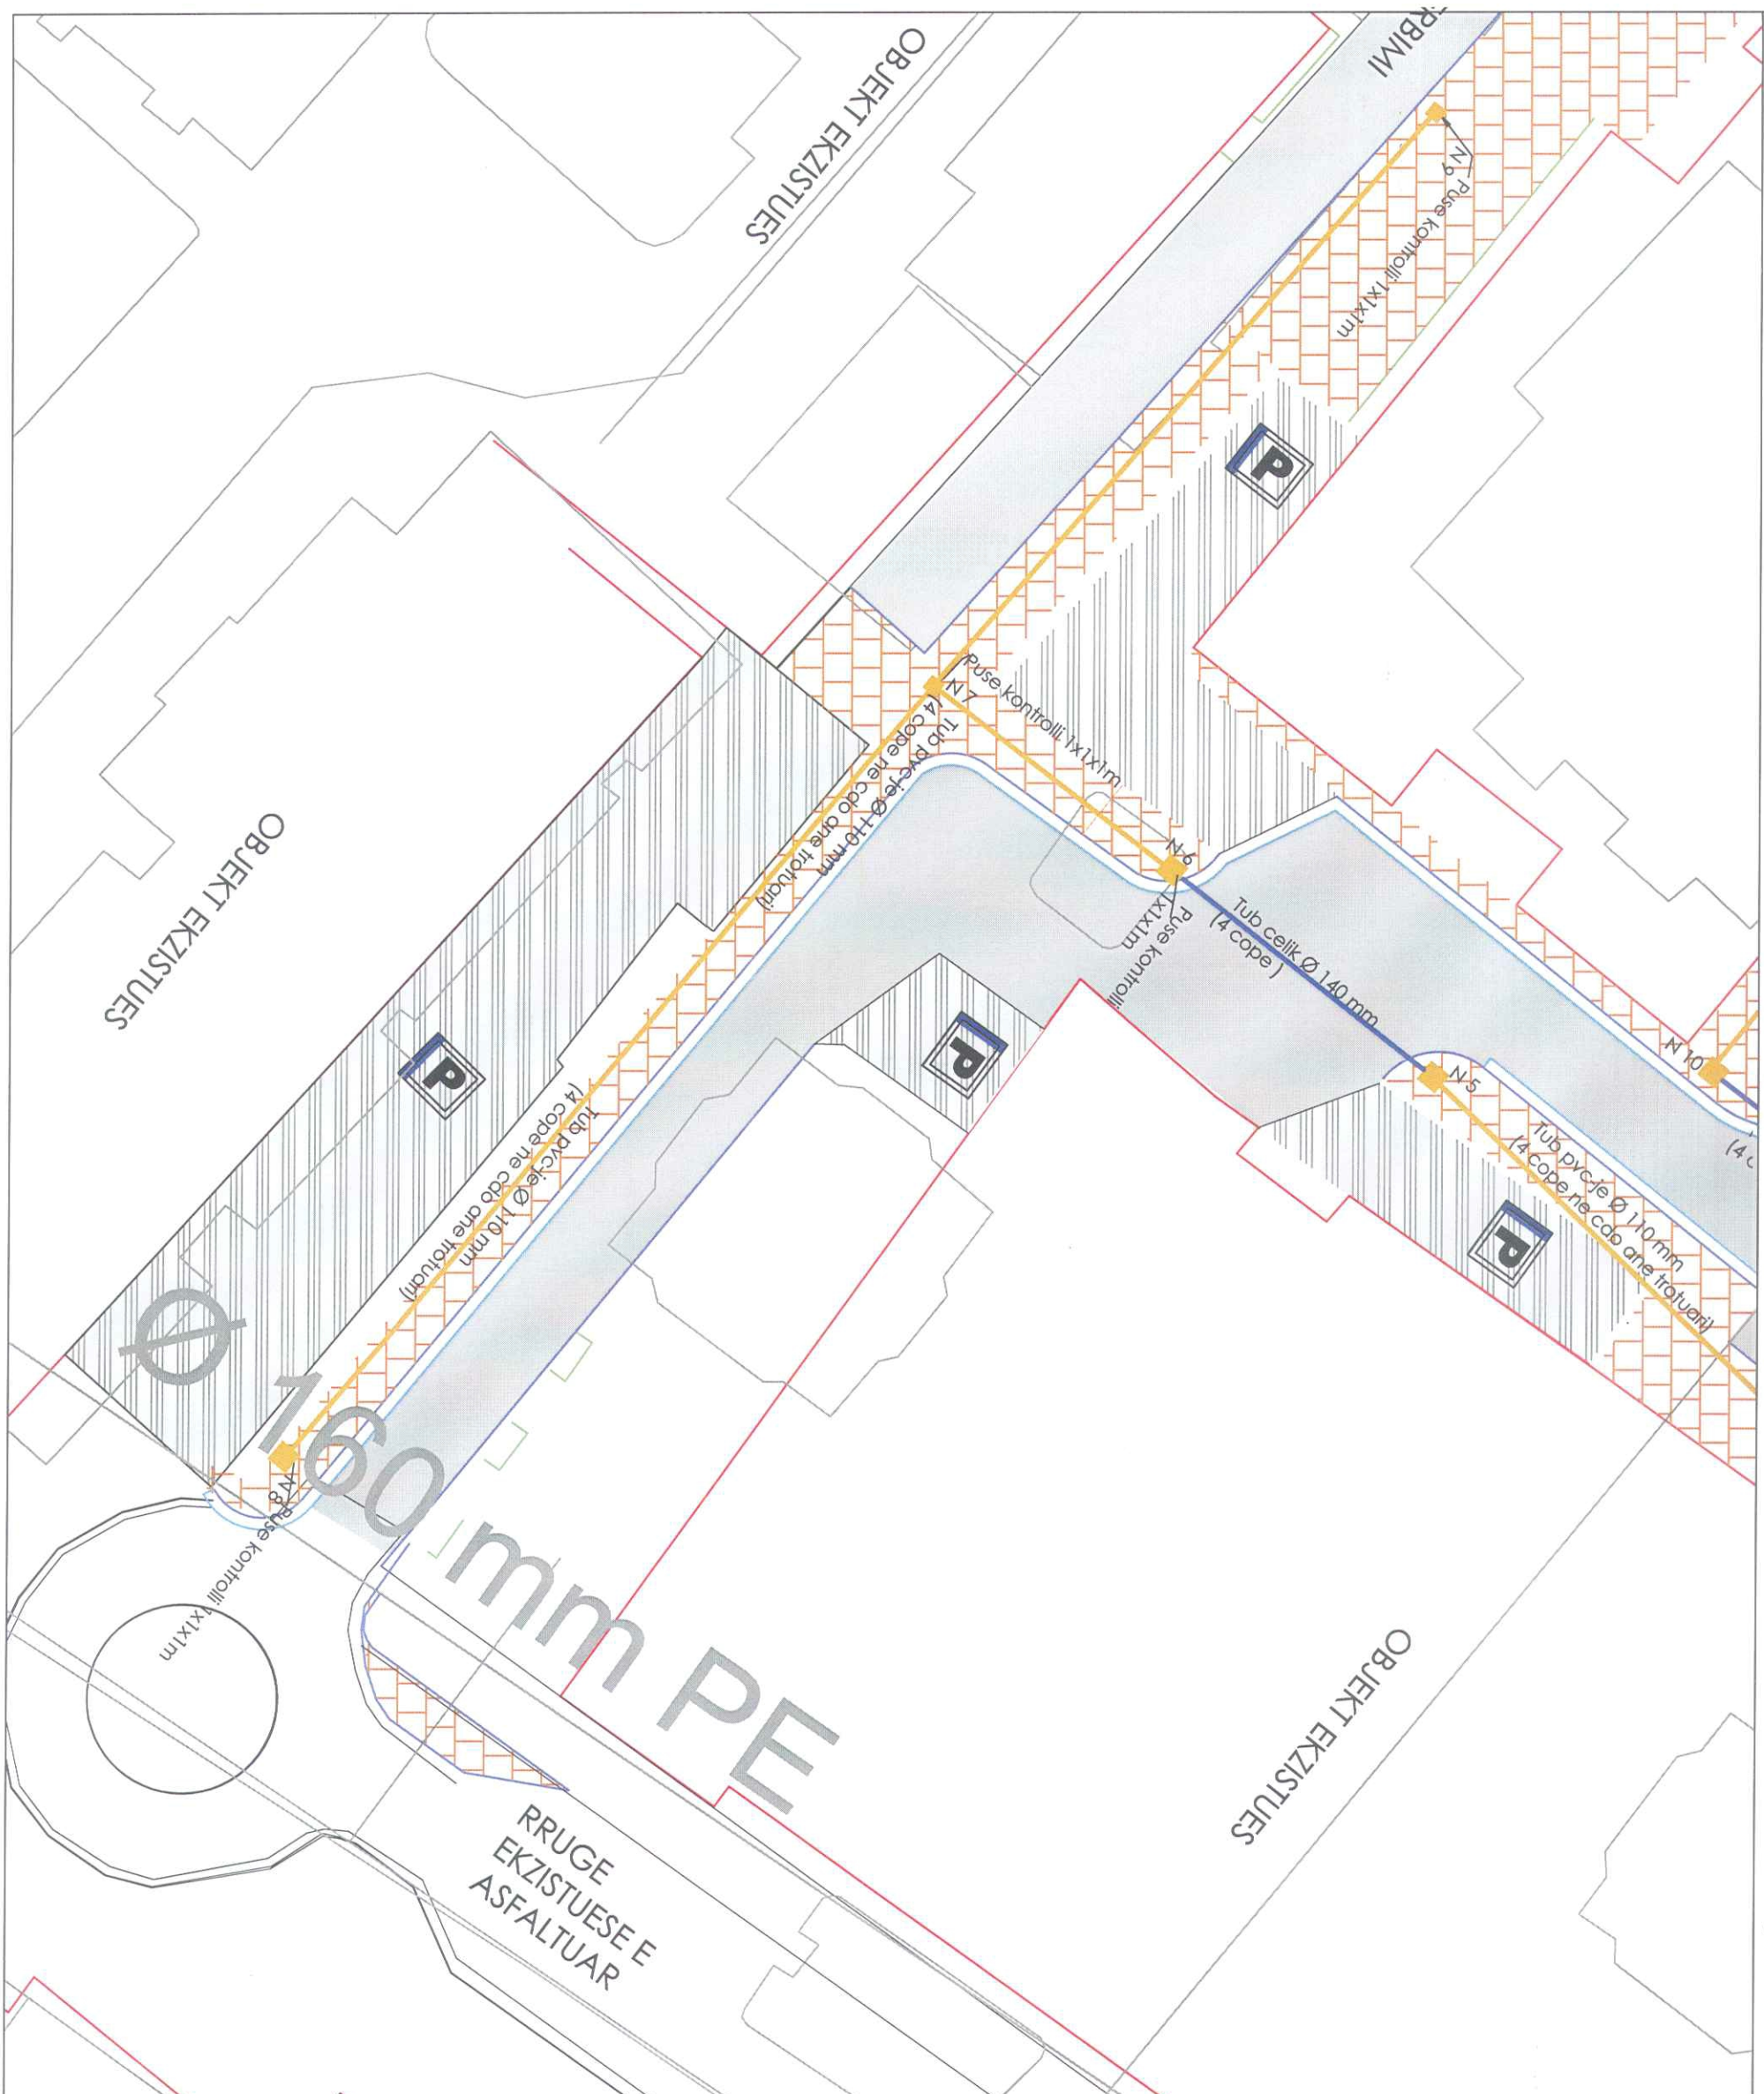 OBJEKT EKZISTUES
RBIMI
N 9
Puse kontrolli 1x1x1m
P
Puse kontrolli 1x1x1m
N 7
Tub pvc-je Ø 110 mm
(4 cope ne cdo ane trotuari)
N 6
Puse kontrolli
1x1x1m
Tub celik Ø 140 mm
(4 cope )
OBJEKT EKZISTUES
P
P
N 10
N 5
(4 c
Tub pvc-je Ø 110 mm
(4 cope ne cdo ane trotuari)
P
Tub pvc-je Ø 110 mm
(4 cope ne cdo ane trotuari)
Ø 160 mm PE
N 8
Puse kontrolli 1x1x1m
OBJEKT EKZISTUES
RRUGE
EKZISTUESE E
ASFALTUAR